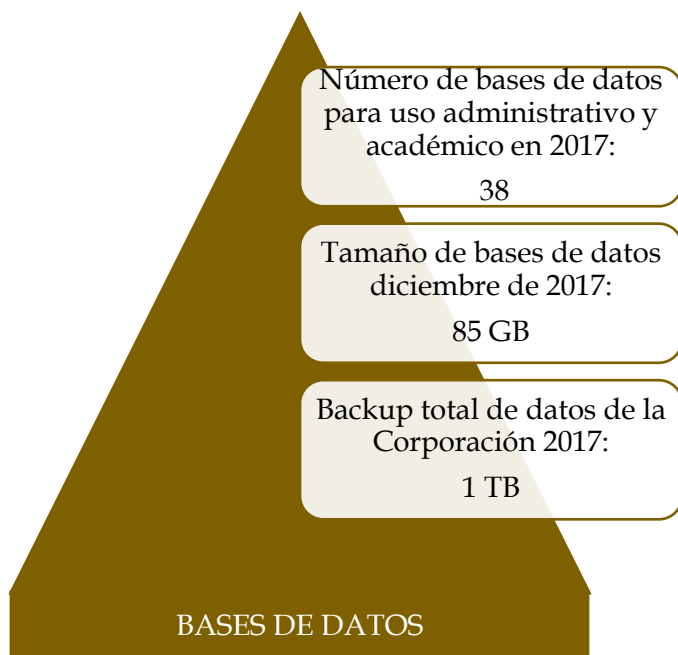 Número de bases de datos
para uso administrativo y
académico en 2017:
38
Tamaño de bases de datos
diciembre de 2017:
85 GB
Backup total de datos de la
Corporación 2017:
1 TB
BASES DE DATOS